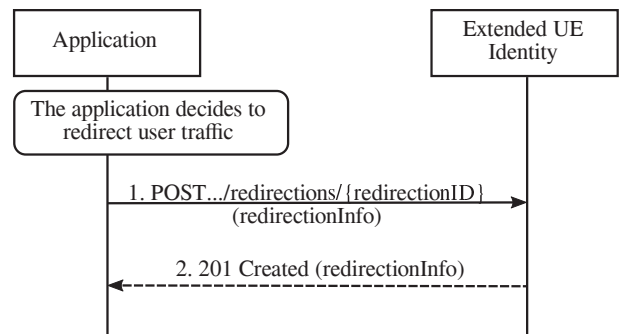 Application
Extended UE
Identity
The application decides to
redirect user traffic
1. POST.../redirections/{redirectionID}
(redirectionInfo)
2. 201 Created (redirectionInfo)